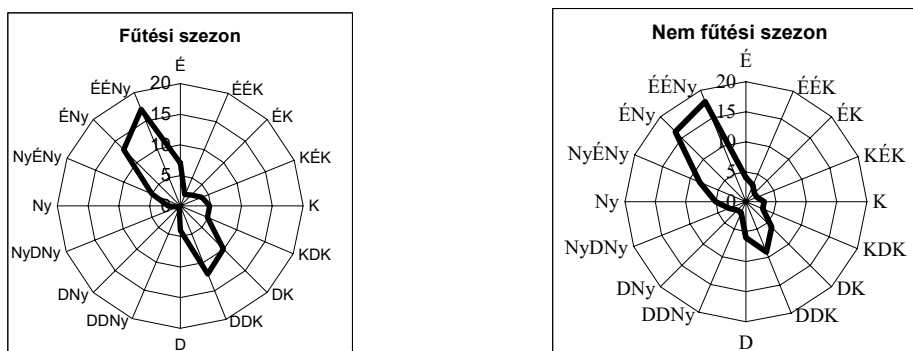 Fűtési szezon
É
ÉÉK
ÉK
KÉK
K
KDK
DK
DDK
D
DDNy
DNy
NyDNy
Ny
NyÉNy
ÉNy
ÉÉNy
20
15
10
5
0
Nem fűtési szezon
É
ÉÉK
ÉK
KÉK
K
KDK
DK
DDK
D
DDNy
DNy
NyDNy
Ny
NyÉNy
ÉNy
ÉÉNy
20
15
10
5
0